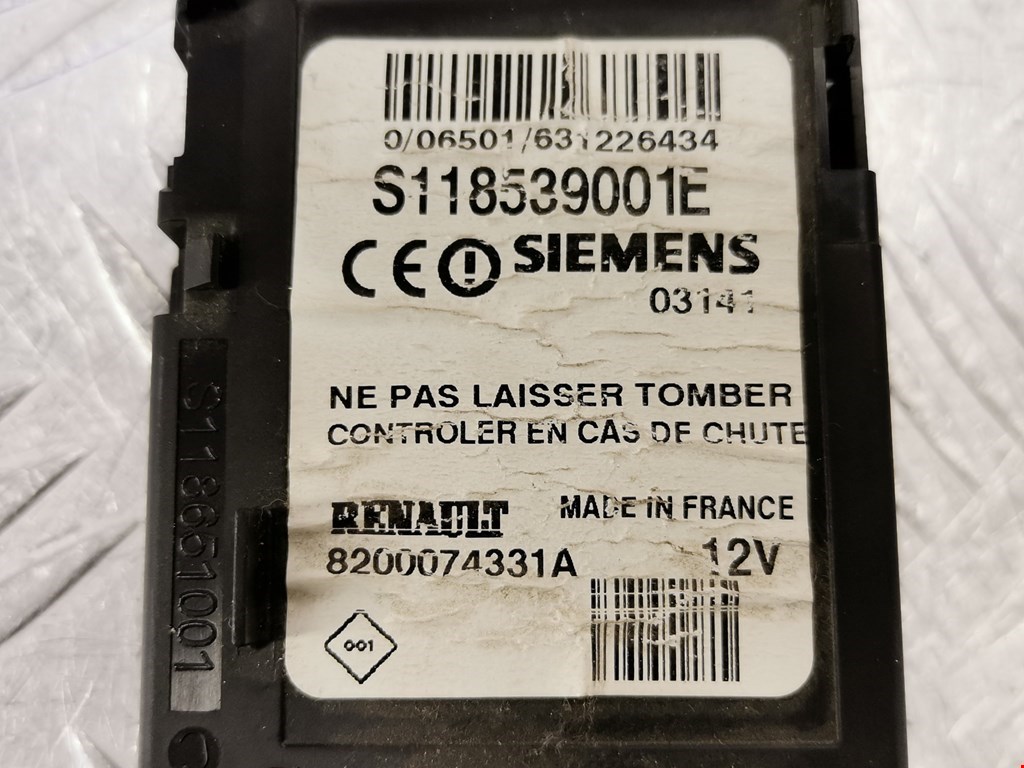 0/06501/631226434
S118539001E
CE SIEMENS
03141
NE PAS LAISSER TOMBER
CONTROLER EN CAS DE CHUTE
RENAULT MADE IN FRANCE
8200074331A 12V
001
S118651001